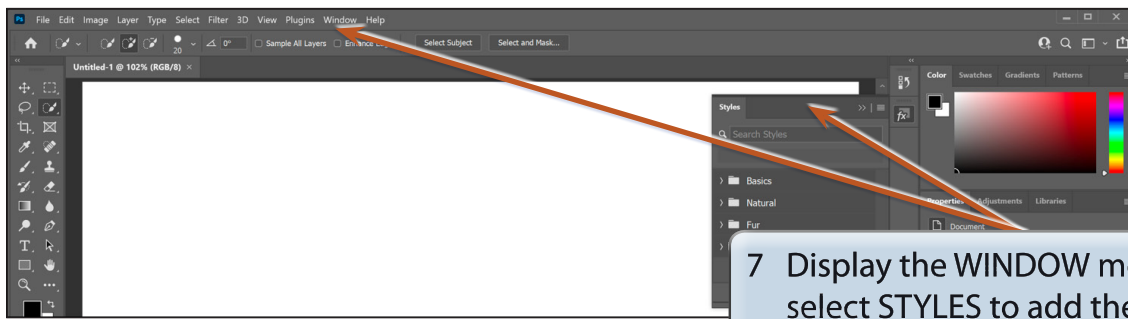 Ps File Edit Image Layer Type Select Filter 3D View Plugins Window Help
20 0° Sample All Layers Select Subject Select and Mask...
Untitled-1 @ 102% (RGB/8) ×
Color Swatches Gradients Patterns
Styles
Search Styles
Basics
Natural
Fur
Properties Adjustments Libraries
Document
7 Display the WINDOW
select STYLES to add the